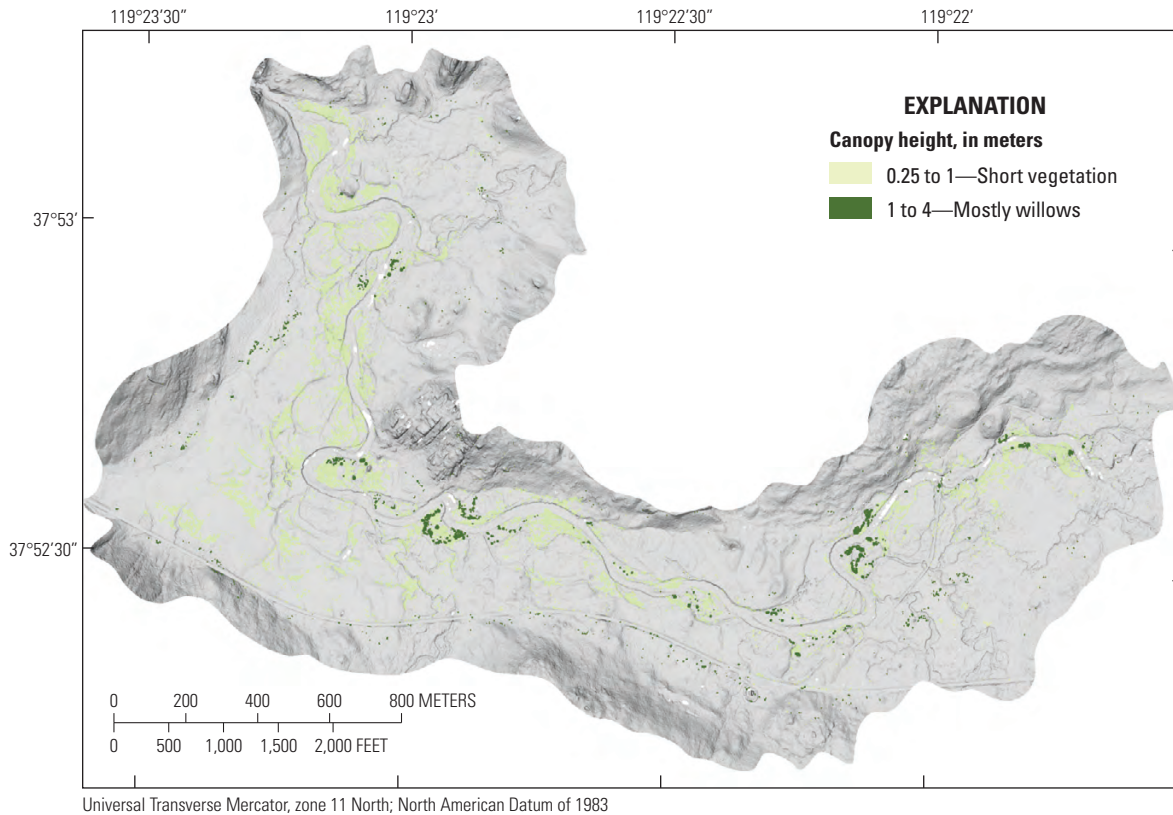 119°23'30"
119°23'
119°22'30"
119°22'
37°53'
37°52'30"
EXPLANATION
Canopy height, in meters
0.25 to 1—Short vegetation
1 to 4—Mostly willows
0 200 400 600 800 METERS
0 500 1,000 1,500 2,000 FEET
Universal Transverse Mercator, zone 11 North; North American Datum of 1983